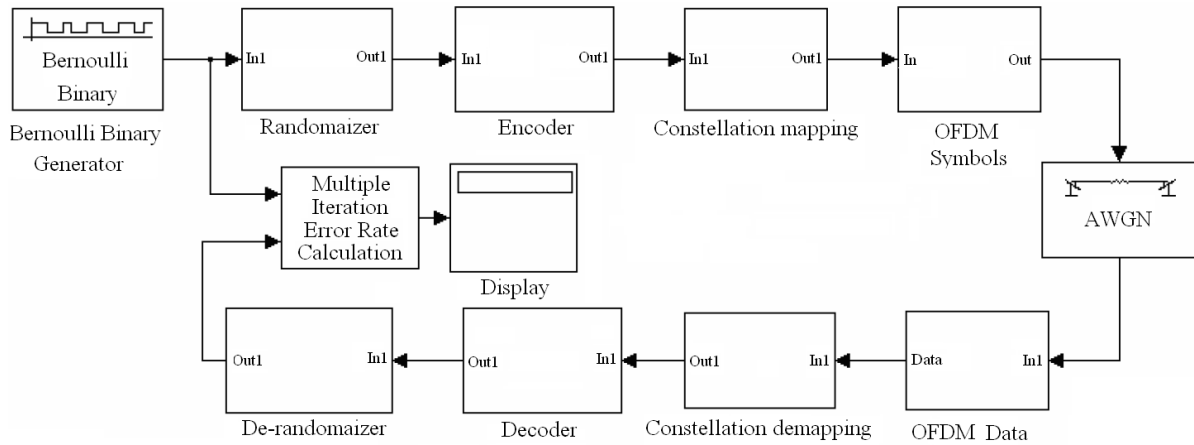 Bernoulli
Binary
Bernoulli Binary
Generator
In1
Out1
Randomaizer
In1
Out1
Encoder
In1
Out1
Constellation mapping
In
Out
OFDM
Symbols
AWGN
Multiple
Iteration
Error Rate
Calculation
Display
Out1
In1
De-randomaizer
Out1
In1
Decoder
Out1
In1
Constellation demapping
Data
In1
OFDM Data